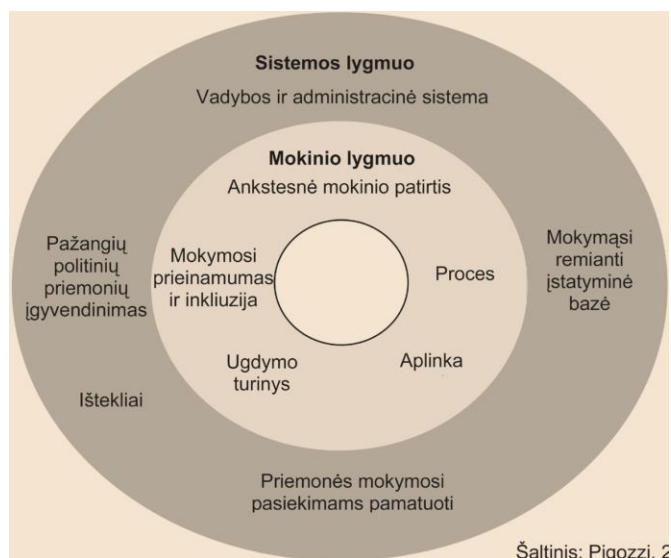 Sistemos lygmuo
Vadybos ir administracinė sistema
Mokinio lygmuo
Ankstesnė mokinio patirtis
Pažangių
politinių
priemonių
įgyvendinimas
Mokymosi
prieinamumas
ir inkliuzija
Proces
Mokymąsi
remianti
įstatyminė
bazė
Ugdymo
turinys
Aplinka
Ištekliai
Priemonės mokymosi
pasiekimams pamatuoti
Šaltinis: Pigozzi, 2